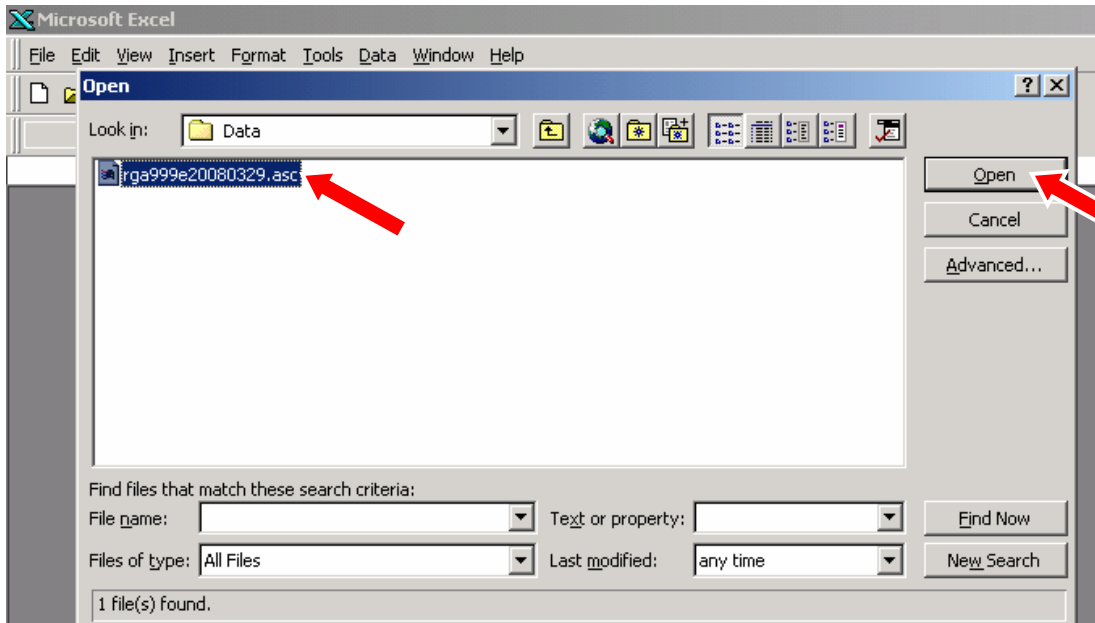 Microsoft Excel
File Edit View Insert Format Tools Data Window Help
Open
Look in: Data
rga999e20080329.asc
Open
Cancel
Advanced...
Find files that match these search criteria:
File name: Text or property: Find Now
Files of type: All Files Last modified: any time New Search
1 file(s) found.